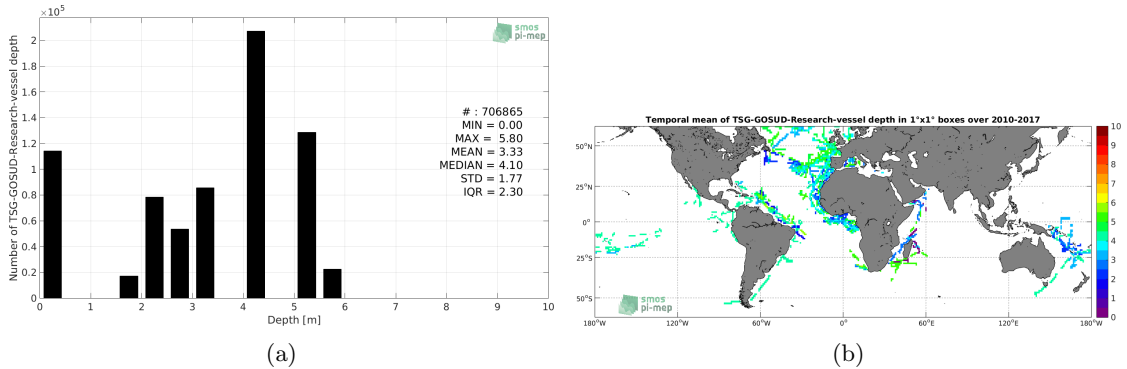 ×10⁵
smos
pi-mep
Number of TSG-GOSUD-Research-vessel depth
2
1.8
1.6
1.4
1.2
1
0.8
0.6
0.4
0.2
0
# : 706865
MIN = 0.00
MAX = 5.80
MEAN = 3.33
MEDIAN = 4.10
STD = 1.77
IQR = 2.30
0 1 2 3 4 5 6 7 8 9 10
Depth [m]
(a)
Temporal mean of TSG-GOSUD-Research-vessel depth in 1°x1° boxes over 2010-2017
50°N
25°N
0°
25°S
50°S
smos
pi-mep
180°W 120°W 60°W 0° 60°E 120°E 180°W
10
9
8
7
6
5
4
3
2
1
0
(b)